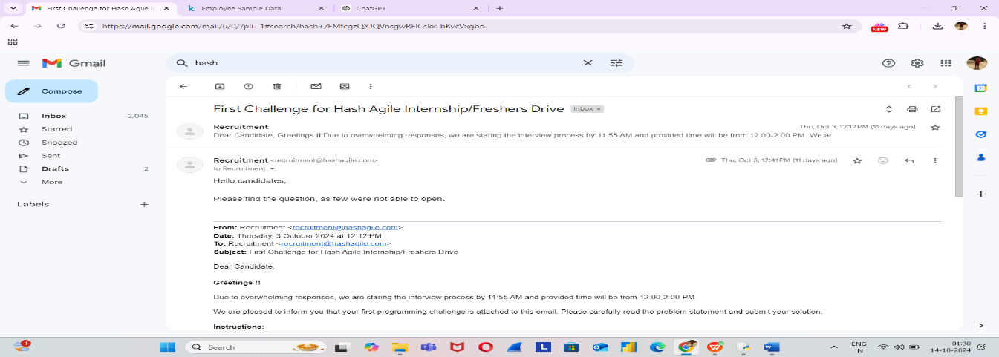 First Challenge for Hash Agile In
Employee Sample Data
ChatGPT
https://mail.google.com/mail/u/0/?pli=1#search/hash+/
NEW
Gmail
hash
Compose
Inbox 2,045
Starred
Snoozed
Sent
Drafts 2
More
Labels
First Challenge for Hash Agile Internship/Freshers Drive Inbox ×
Recruitment Thu, Oct 3, 12:12 PM (11 days ago)
Dear Candidate, Greetings !! Due to overwhelming responses, we are staring the interview process by 11:55 AM and provided time will be from 12:00-2:00 PM. We ar
Recruitment <recruitment@hashagile.com> Thu, Oct 3, 12:41 PM (11 days ago)
to Recruitment
Hello candidates,
Please find the question, as few were not able to open.
From: Recruitment <recruitment@hashagile.com>
Date: Thursday, 3 October 2024 at 12:12 PM
To: Recruitment <recruitment@hashagile.com>
Subject: First Challenge for Hash Agile Internship/Freshers Drive
Dear Candidate,
Greetings !!
Due to overwhelming responses, we are staring the interview process by 11:55 AM and provided time will be from 12:00-2:00 PM.
We are pleased to inform you that your first programming challenge is attached to this email. Please carefully read the problem statement and submit your solution.
Instructions:
31
1
Search
L
W
ENG
IN
01:30
14-10-2024